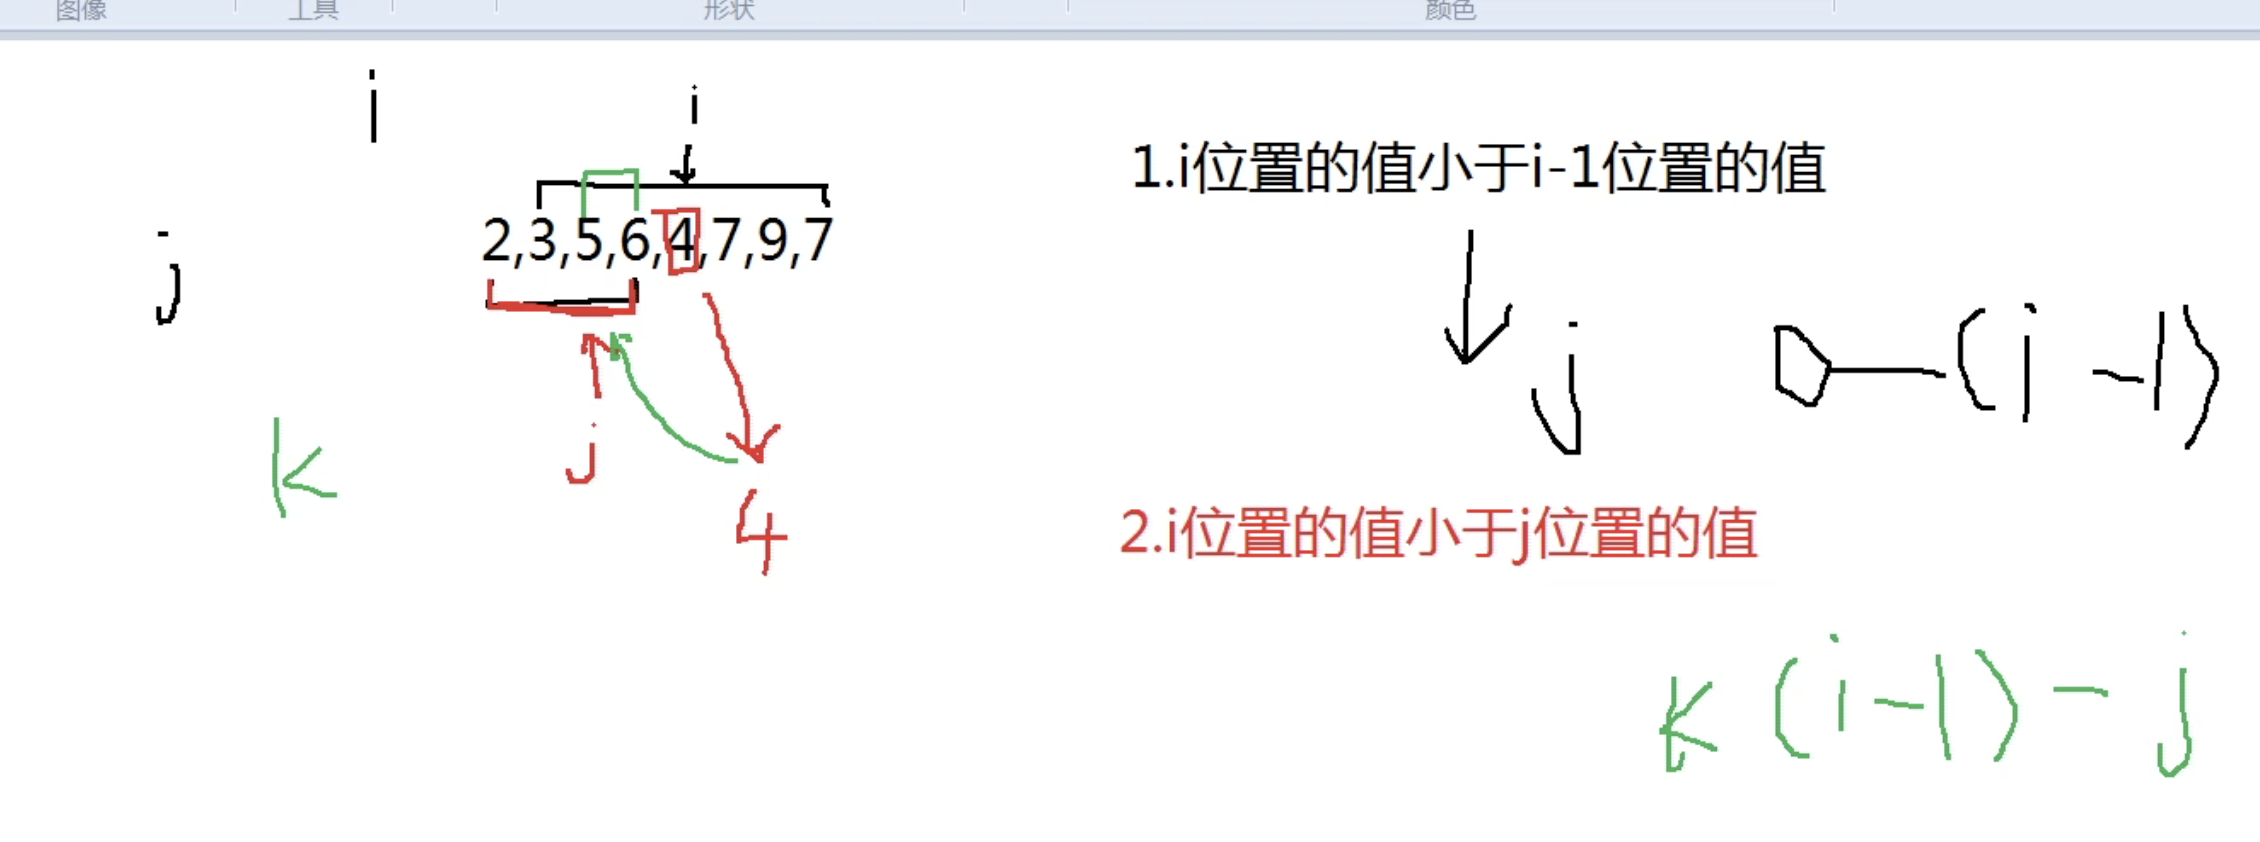 图像 工具 形状 颜色
i
i
1.i位置的值小于i-1位置的值
2,3,5,6,4,7,9,7
j
j 0—(i-1)
j
k
4
2.i位置的值小于j位置的值
k (i-1)-j